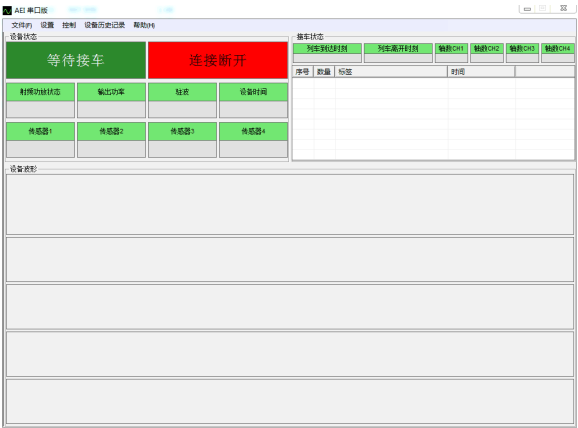 AEI 串口版
文件(F) 设置 控制 设备历史记录 帮助(H)
设备状态
等待接车
连接断开
射频功放状态 输出功率 驻波 设备时间
传感器1 传感器2 传感器3 传感器4
接车状态
列车到达时刻 列车离开时刻 轴数CH1 轴数CH2 轴数CH3 轴数CH4
序号 数量 标签 时间
设备波形